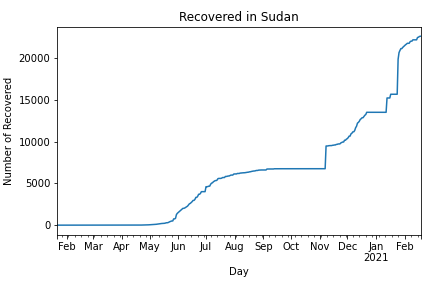 Recovered in Sudan
Number of Recovered
20000
15000
10000
5000
0
Feb Mar Apr May Jun Jul Aug Sep Oct Nov Dec Jan Feb
2021
Day